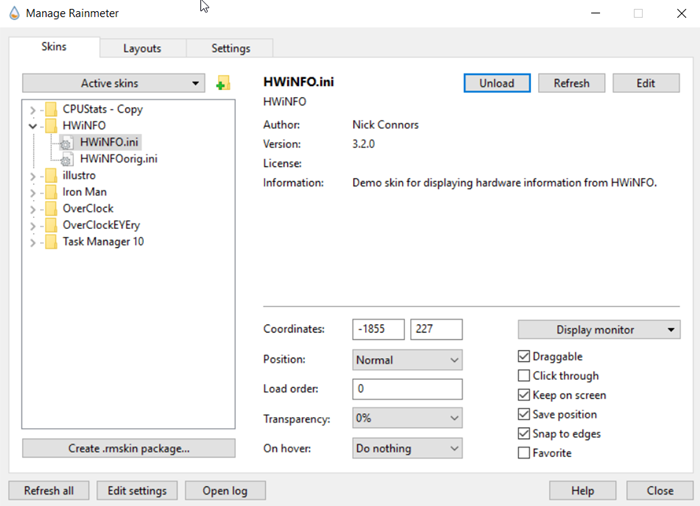 Manage Rainmeter
Skins Layouts Settings
Active skins
CPUStats - Copy
HWiNFO
HWiNFO.ini
HWiNFOorig.ini
illustro
Iron Man
OverClock
OverClockEYEry
Task Manager 10
Create .rmskin package...
HWiNFO.ini Unload Refresh Edit
HWiNFO
Author: Nick Connors
Version: 3.2.0
License:
Information: Demo skin for displaying hardware information from HWiNFO.
Coordinates: -1855 227
Position: Normal
Load order: 0
Transparency: 0%
On hover: Do nothing
Display monitor
Draggable
Click through
Keep on screen
Save position
Snap to edges
Favorite
Refresh all Edit settings Open log Help Close